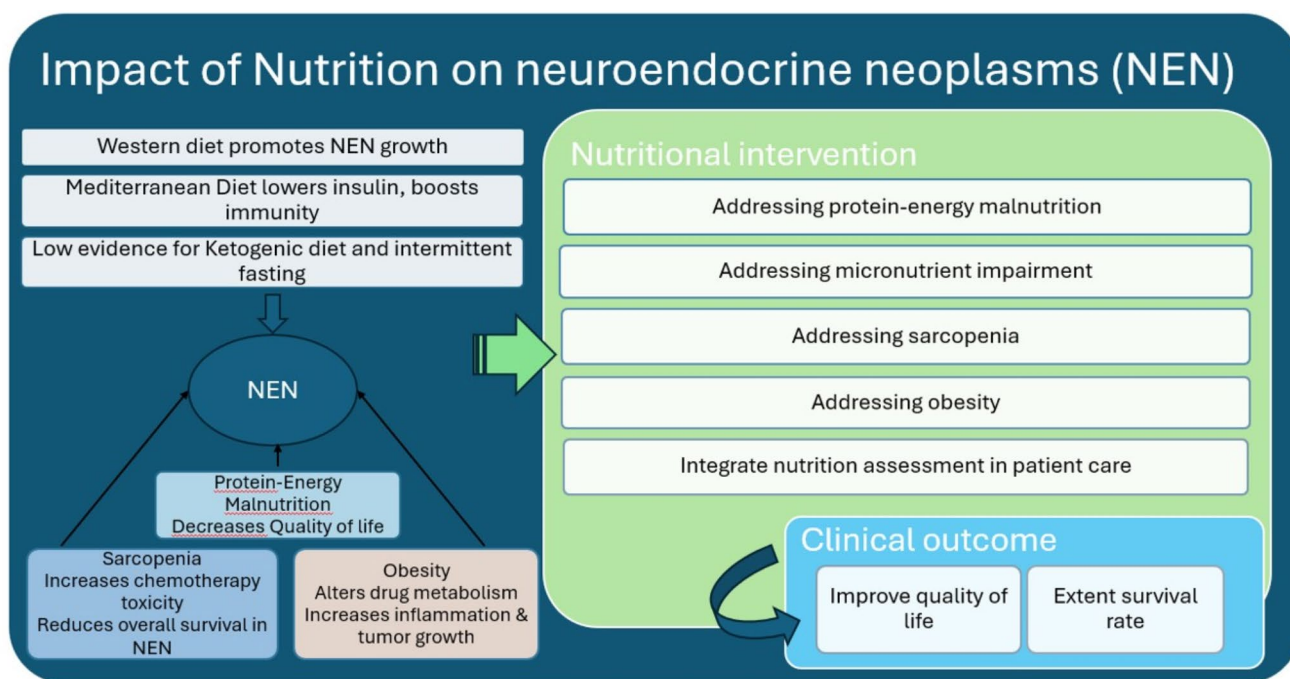 Impact of Nutrition on neuroendocrine neoplasms (NEN)
Western diet promotes NEN growth
Mediterranean Diet lowers insulin, boosts
immunity
Low evidence for Ketogenic diet and intermittent
fasting
NEN
Protein-Energy
Malnutrition
Decreases Quality of life
Sarcopenia
Increases chemotherapy
toxicity
Reduces overall survival in
NEN
Obesity
Alters drug metabolism
Increases inflammation &
tumor growth
Nutritional intervention
Addressing protein-energy malnutrition
Addressing micronutrient impairment
Addressing sarcopenia
Addressing obesity
Integrate nutrition assessment in patient care
Clinical outcome
Improve quality of
life
Extent survival
rate